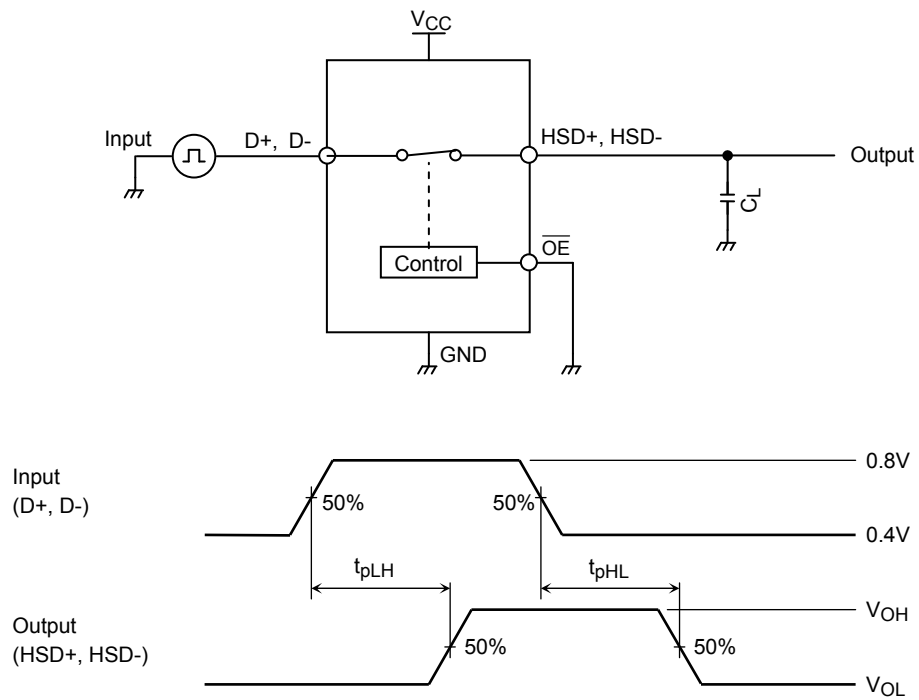 VCC
Input
D+, D-
HSD+, HSD-
Output
CL
OE
Control
GND
Input
(D+, D-)
50%
50%
0.8V
0.4V
tpLH
tpHL
Output
(HSD+, HSD-)
50%
50%
VOH
VOL